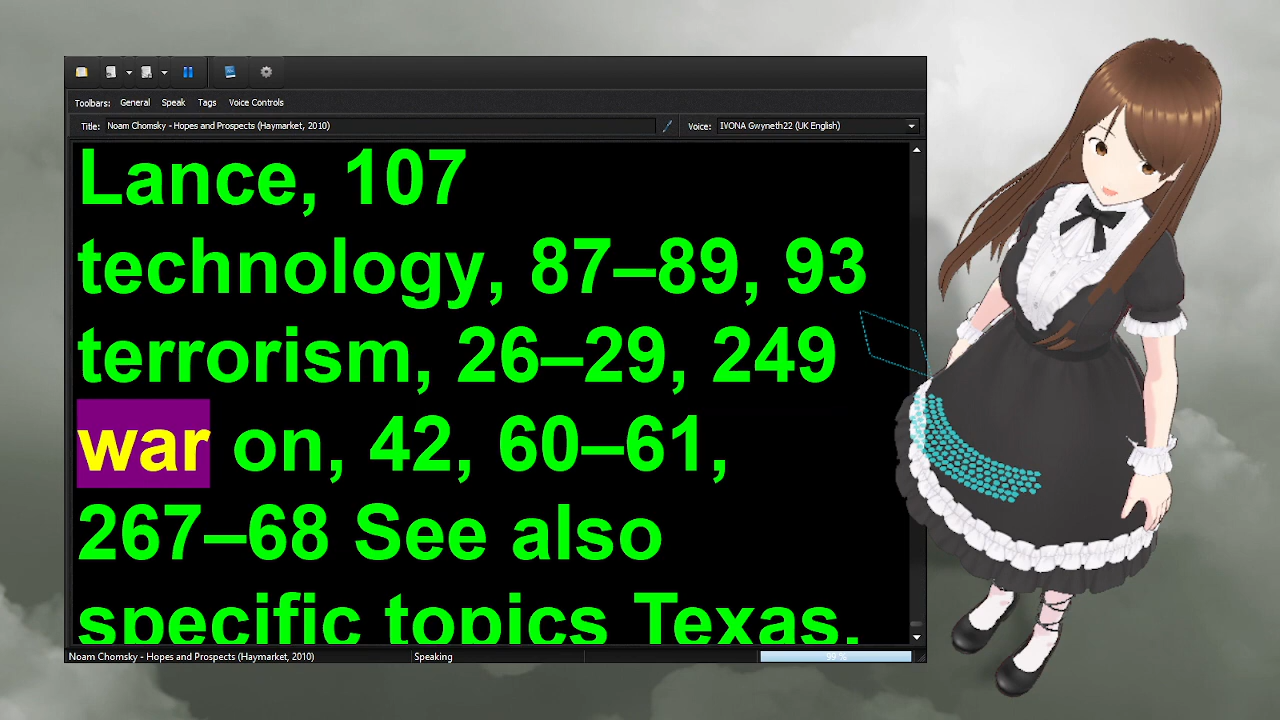 Toolbars: General Speak Tags Voice Controls
Title: Noam Chomsky - Hopes and Prospects (Haymarket, 2010) Voice: IVONA Gwyneth22 (UK English)
Lance, 107
technology, 87–89, 93
terrorism, 26–29, 249
war on, 42, 60–61,
267–68 See also
specific topics Texas,
Noam Chomsky - Hopes and Prospects (Haymarket, 2010) Speaking 99 %